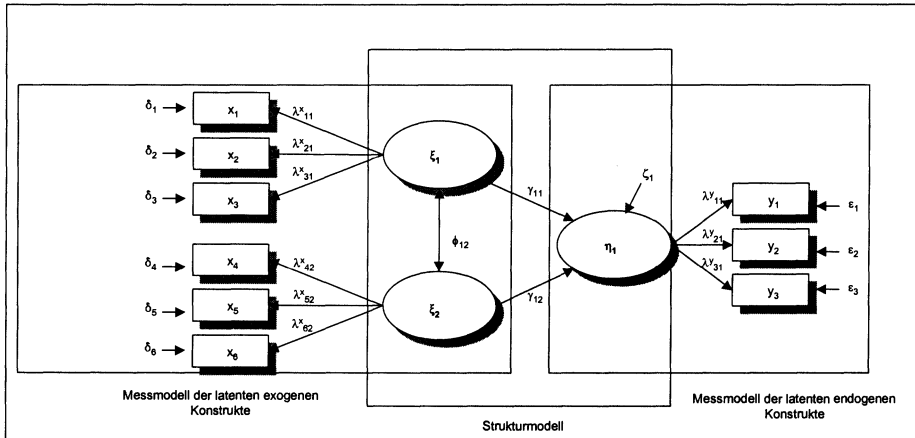 δ₁ x₁ λˣ₁₁
δ₂ x₂ λˣ₂₁
δ₃ x₃ λˣ₃₁
δ₄ x₄ λˣ₄₂
δ₅ x₅ λˣ₅₂
δ₆ x₆ λˣ₆₂
ξ₁
ϕ₁₂
ξ₂
γ₁₁
γ₁₂
ζ₁
η₁
λʸ₁₁ y₁ ε₁
λʸ₂₁ y₂ ε₂
λʸ₃₁ y₃ ε₃
Messmodell der latenten exogenen
Konstrukte
Strukturmodell
Messmodell der latenten endogenen
Konstrukte